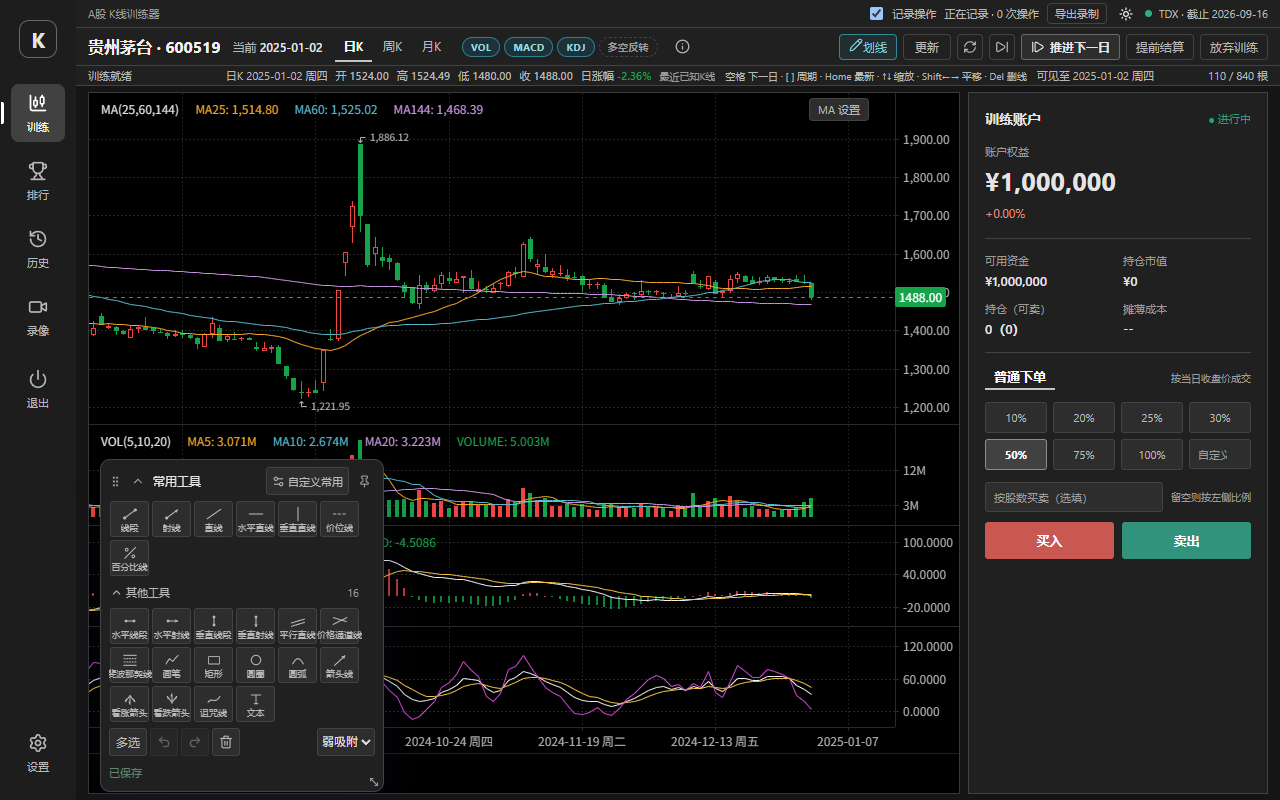 A股 K线训练器
记录操作 正在记录 · 0 次操作 导出录制 TDX · 截止 2026-09-16
K
贵州茅台 · 600519 当前 2025-01-02 日K 周K 月K VOL MACD KDJ 多空反转 划线 更新 推进下一日 提前结算 放弃训练
训练就绪 日K 2025-01-02 周四 开 1524.00 高 1524.49 低 1480.00 收 1488.00 日涨幅 -2.36% 最近已知K线 空格 下一日 · [ ] 周期 · Home 最新 · ↑↓ 缩放 · Shift←→ 平移 · Del 删线 可见至 2025-01-02 周四 110 / 840 根
训练
排行
历史
录像
退出
设置
MA(25,60,144) MA25: 1,514.80 MA60: 1,525.02 MA144: 1,468.39 MA 设置
1,886.12
1,221.95
1,900.00
1,800.00
1,700.00
1,600.00
1488.00
1,400.00
1,300.00
1,200.00
VOL(5,10,20) MA5: 3.071M MA10: 2.674M MA20: 3.223M VOLUME: 5.003M
12M
3M
-4.5086
100.0000
40.0000
-20.0000
120.0000
60.0000
0.0000
2024-10-24 周四 2024-11-19 周二 2024-12-13 周五 2025-01-07
常用工具 自定义常用
线段 射线 直线 水平直线 垂直直线 价位线
百分比线
其他工具 16
水平线段 水平射线 垂直线段 垂直射线 平行直线 价格通道线
斐波那契线 画笔 矩形 圆圈 圆弧 箭头线
看涨箭头 看跌箭头 诅咒线 文本
多选 弱吸附
已保存
训练账户 进行中
账户权益
¥1,000,000
+0.00%
可用资金 持仓市值
¥1,000,000 ¥0
持仓（可卖） 摊薄成本
0（0） --
普通下单 按当日收盘价成交
10% 20% 25% 30%
50% 75% 100% 自定义
按股数买卖（选填） 留空则按左侧比例
买入 卖出